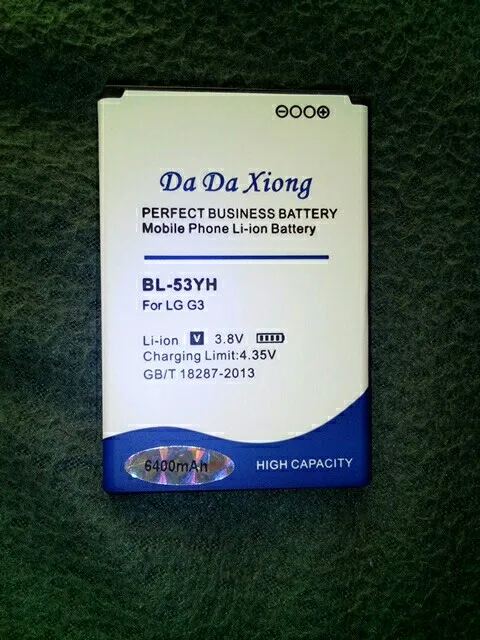 ⊖○○⊕
Da Da Xiong
PERFECT BUSINESS BATTERY
Mobile Phone Li-ion Battery
BL-53YH
For LG G3
Li-ion V 3.8V
Charging Limit:4.35V
GB/T 18287-2013
6400mAh
HIGH CAPACITY